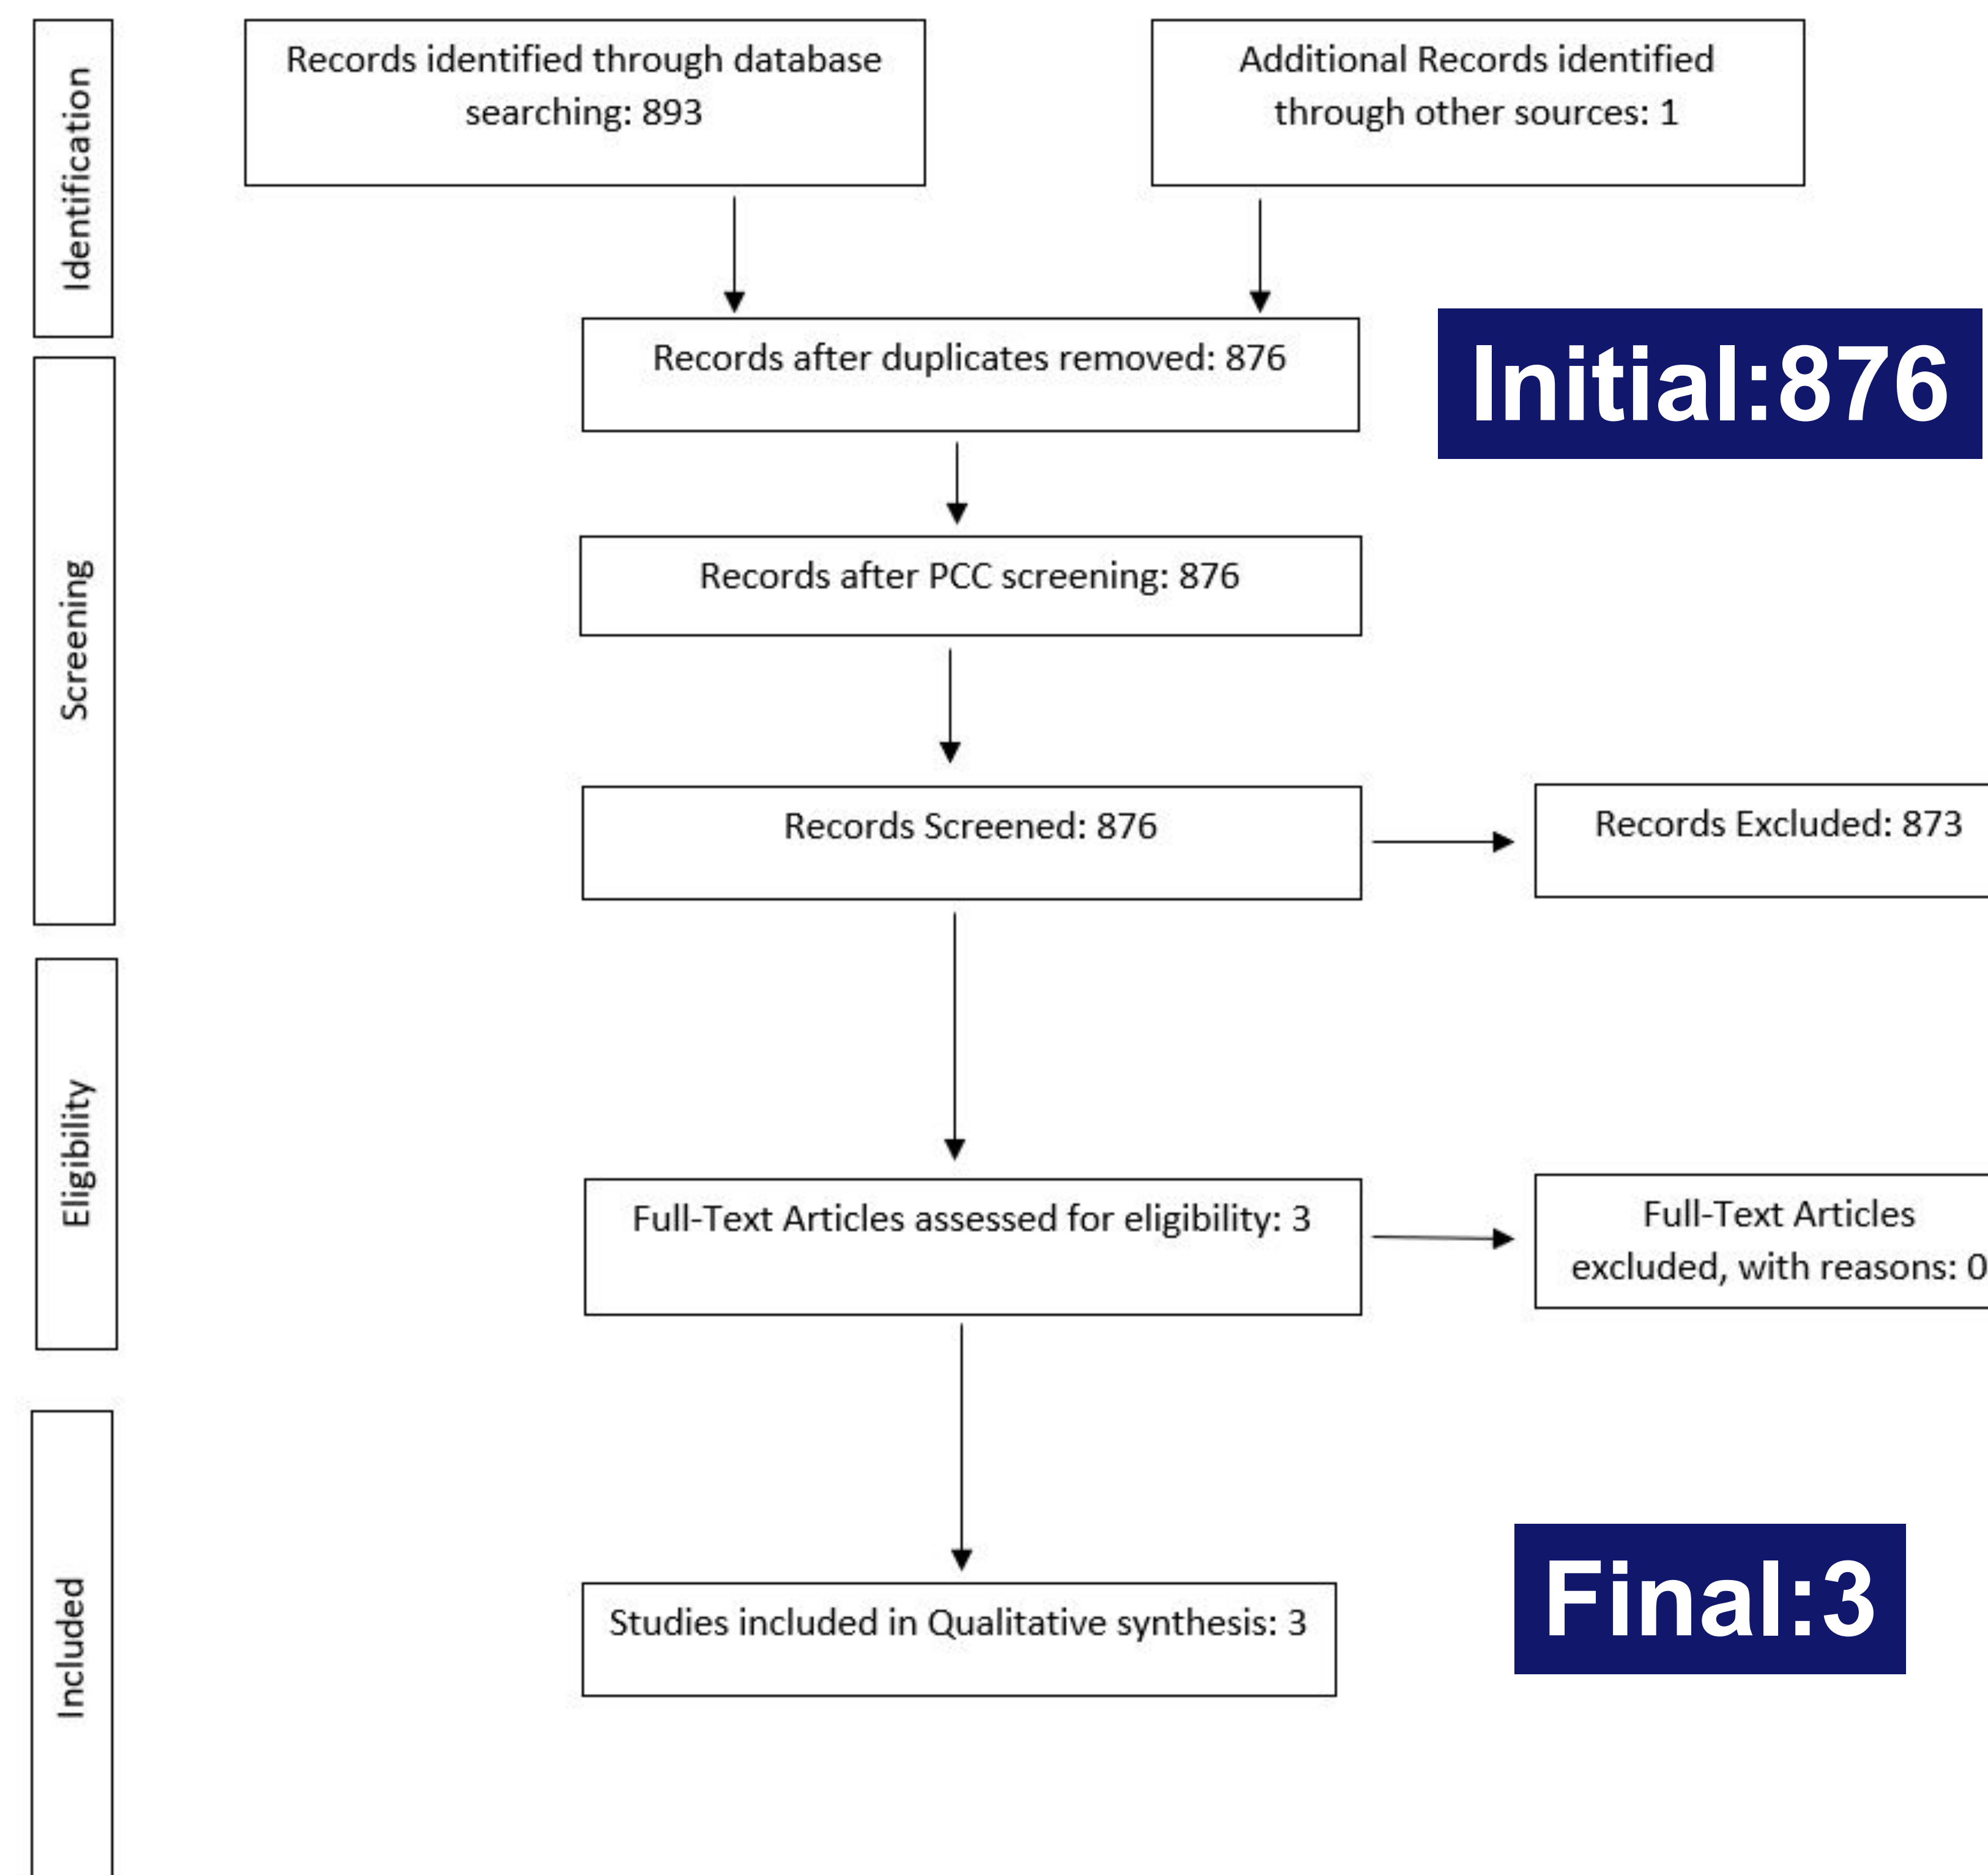 Identification
Records identified through database
searching: 893
Additional Records identified
through other sources: 1
Records after duplicates removed: 876
Initial:876
Screening
Records after PCC screening: 876
Records Screened: 876
Records Excluded: 873
Eligibility
Full-Text Articles assessed for eligibility: 3
Full-Text Articles
excluded, with reasons: 0
Included
Studies included in Qualitative synthesis: 3
Final:3